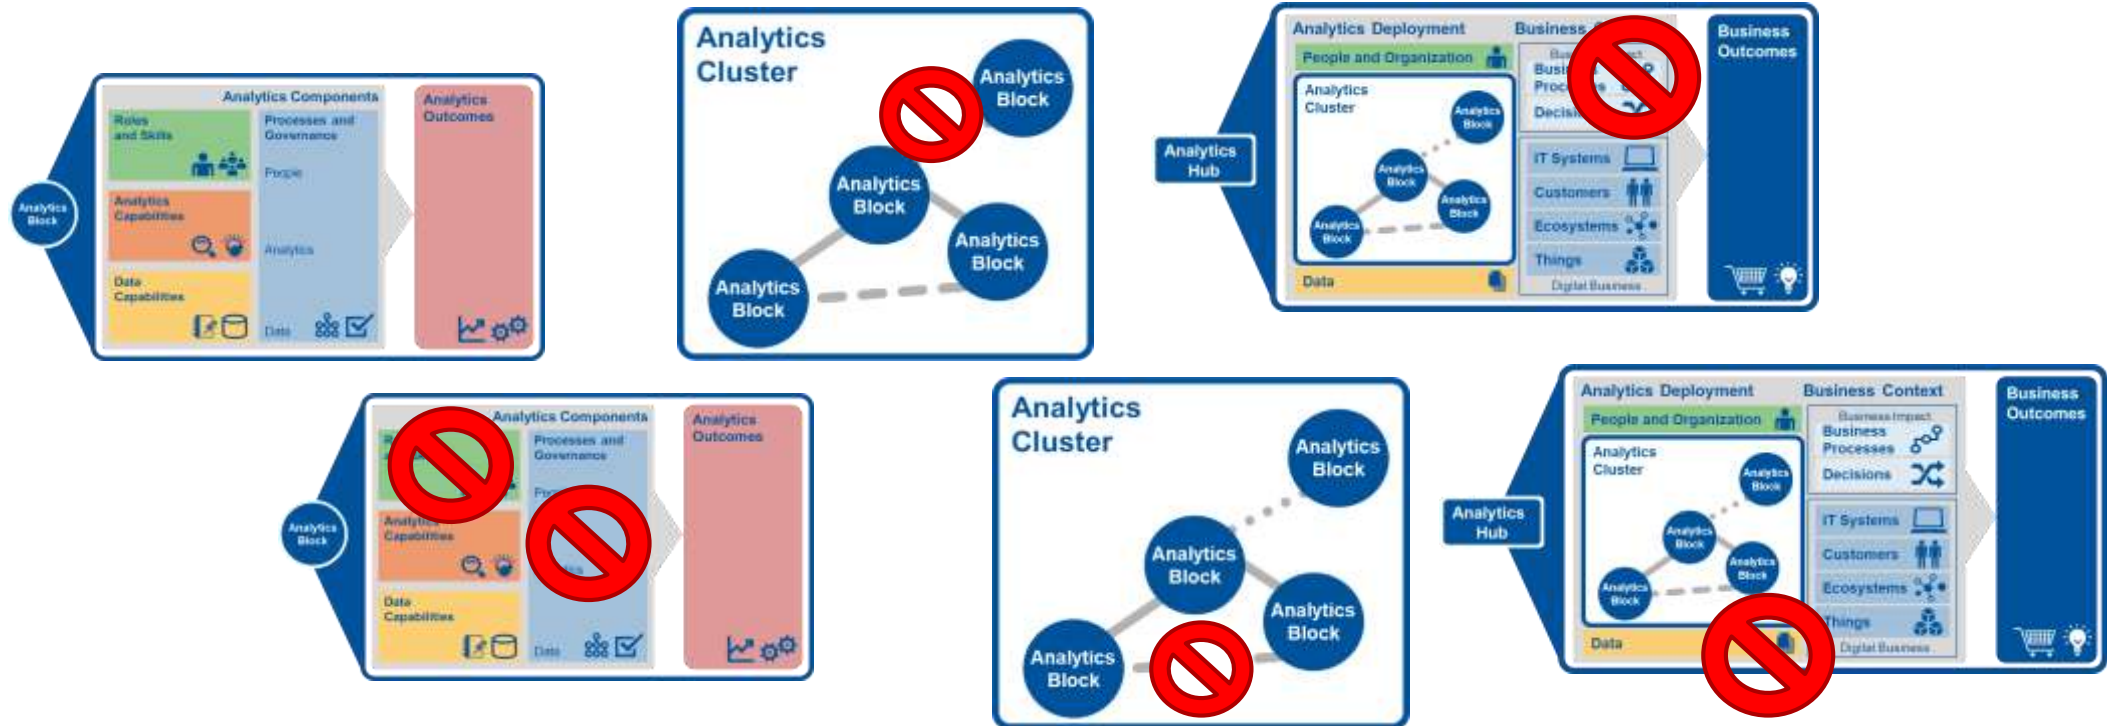 Analytics
Block
Analytics Components
Roles
and Skills
Analytics
Capabilities
Data
Capabilities
Processes and
Governance
People
Analytics
Data
Analytics
Outcomes
Analytics
Cluster
Analytics
Block
Analytics
Block
Analytics
Block
Analytics
Block
Analytics
Hub
Analytics Deployment
People and Organization
Analytics
Cluster
Analytics
Block
Analytics
Block
Analytics
Block
Analytics
Block
Data
Business
IT Systems
Customers
Ecosystems
Things
Digital Business
Business
Outcomes
Analytics
Block
Analytics Components
Analytics
Capabilities
Data
Capabilities
Processes and
Governance
Data
Analytics
Outcomes
Analytics
Cluster
Analytics
Block
Analytics
Block
Analytics
Block
Analytics
Block
Analytics
Hub
Analytics Deployment
People and Organization
Analytics
Cluster
Analytics
Block
Analytics
Block
Analytics
Block
Analytics
Block
Data
Business Context
Business Impact
Business
Processes
Decisions
IT Systems
Customers
Ecosystems
Things
Digital Business
Business
Outcomes